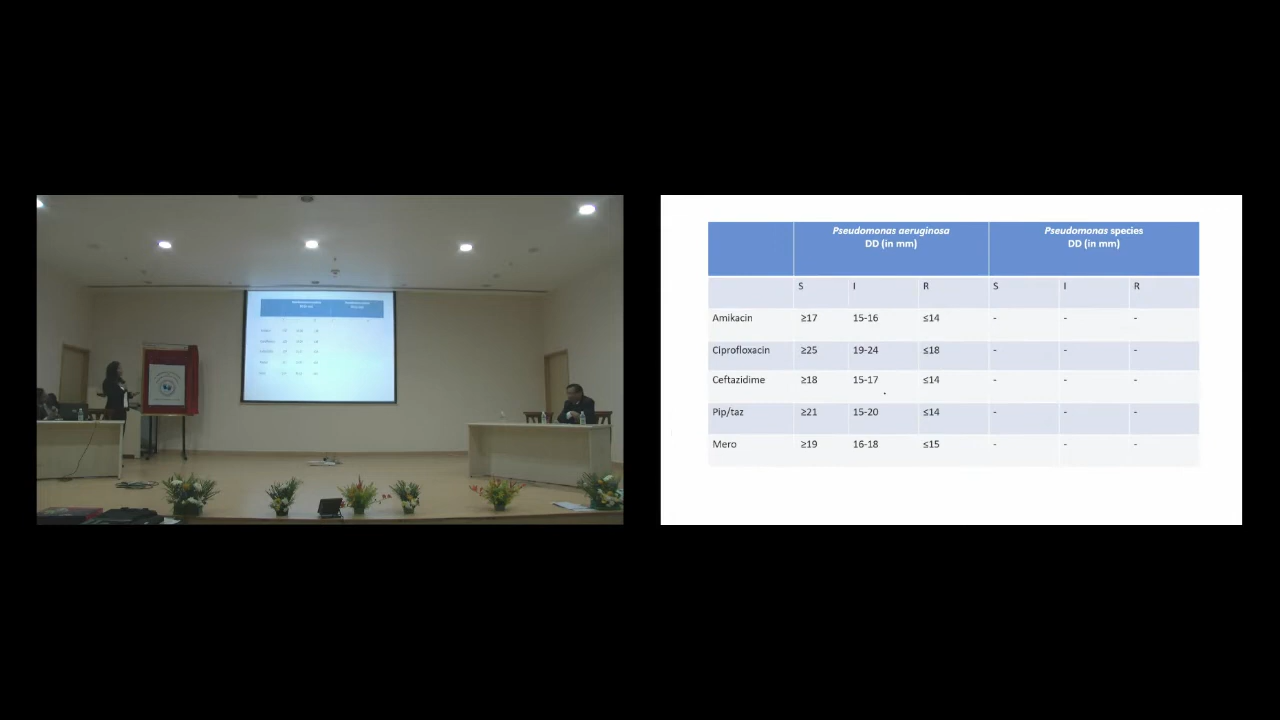 Pseudomonas aeruginosa Pseudomonas species
DD (in mm) DD (in mm)
S I R S I R
Amikacin ≥17 15-16 ≤14 - - -
Ciprofloxacin ≥25 19-24 ≤18 - - -
Ceftazidime ≥18 15-17 ≤14 - - -
Pip/taz ≥21 15-20 ≤14 - - -
Mero ≥19 16-18 ≤15 - - -